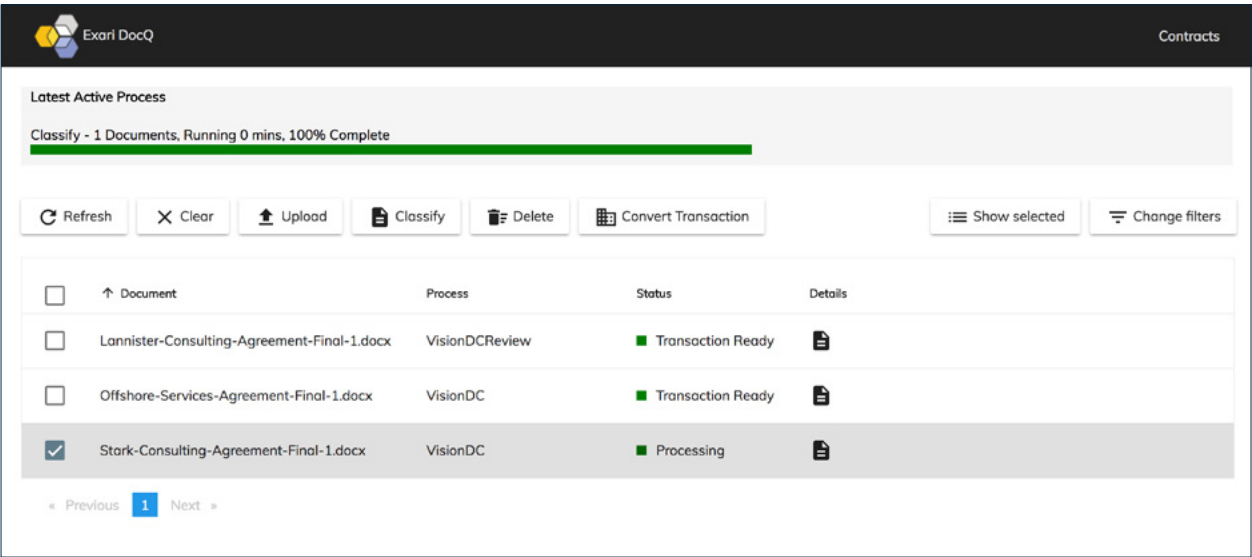 Exari DocQ
Contracts
Latest Active Process
Classify - 1 Documents, Running 0 mins, 100% Complete
Refresh Clear Upload Classify Delete Convert Transaction Show selected Change filters
Document Process Status Details
Lannister-Consulting-Agreement-Final-1.docx VisionDCReview Transaction Ready
Offshore-Services-Agreement-Final-1.docx VisionDC Transaction Ready
Stark-Consulting-Agreement-Final-1.docx VisionDC Processing
« Previous 1 Next »